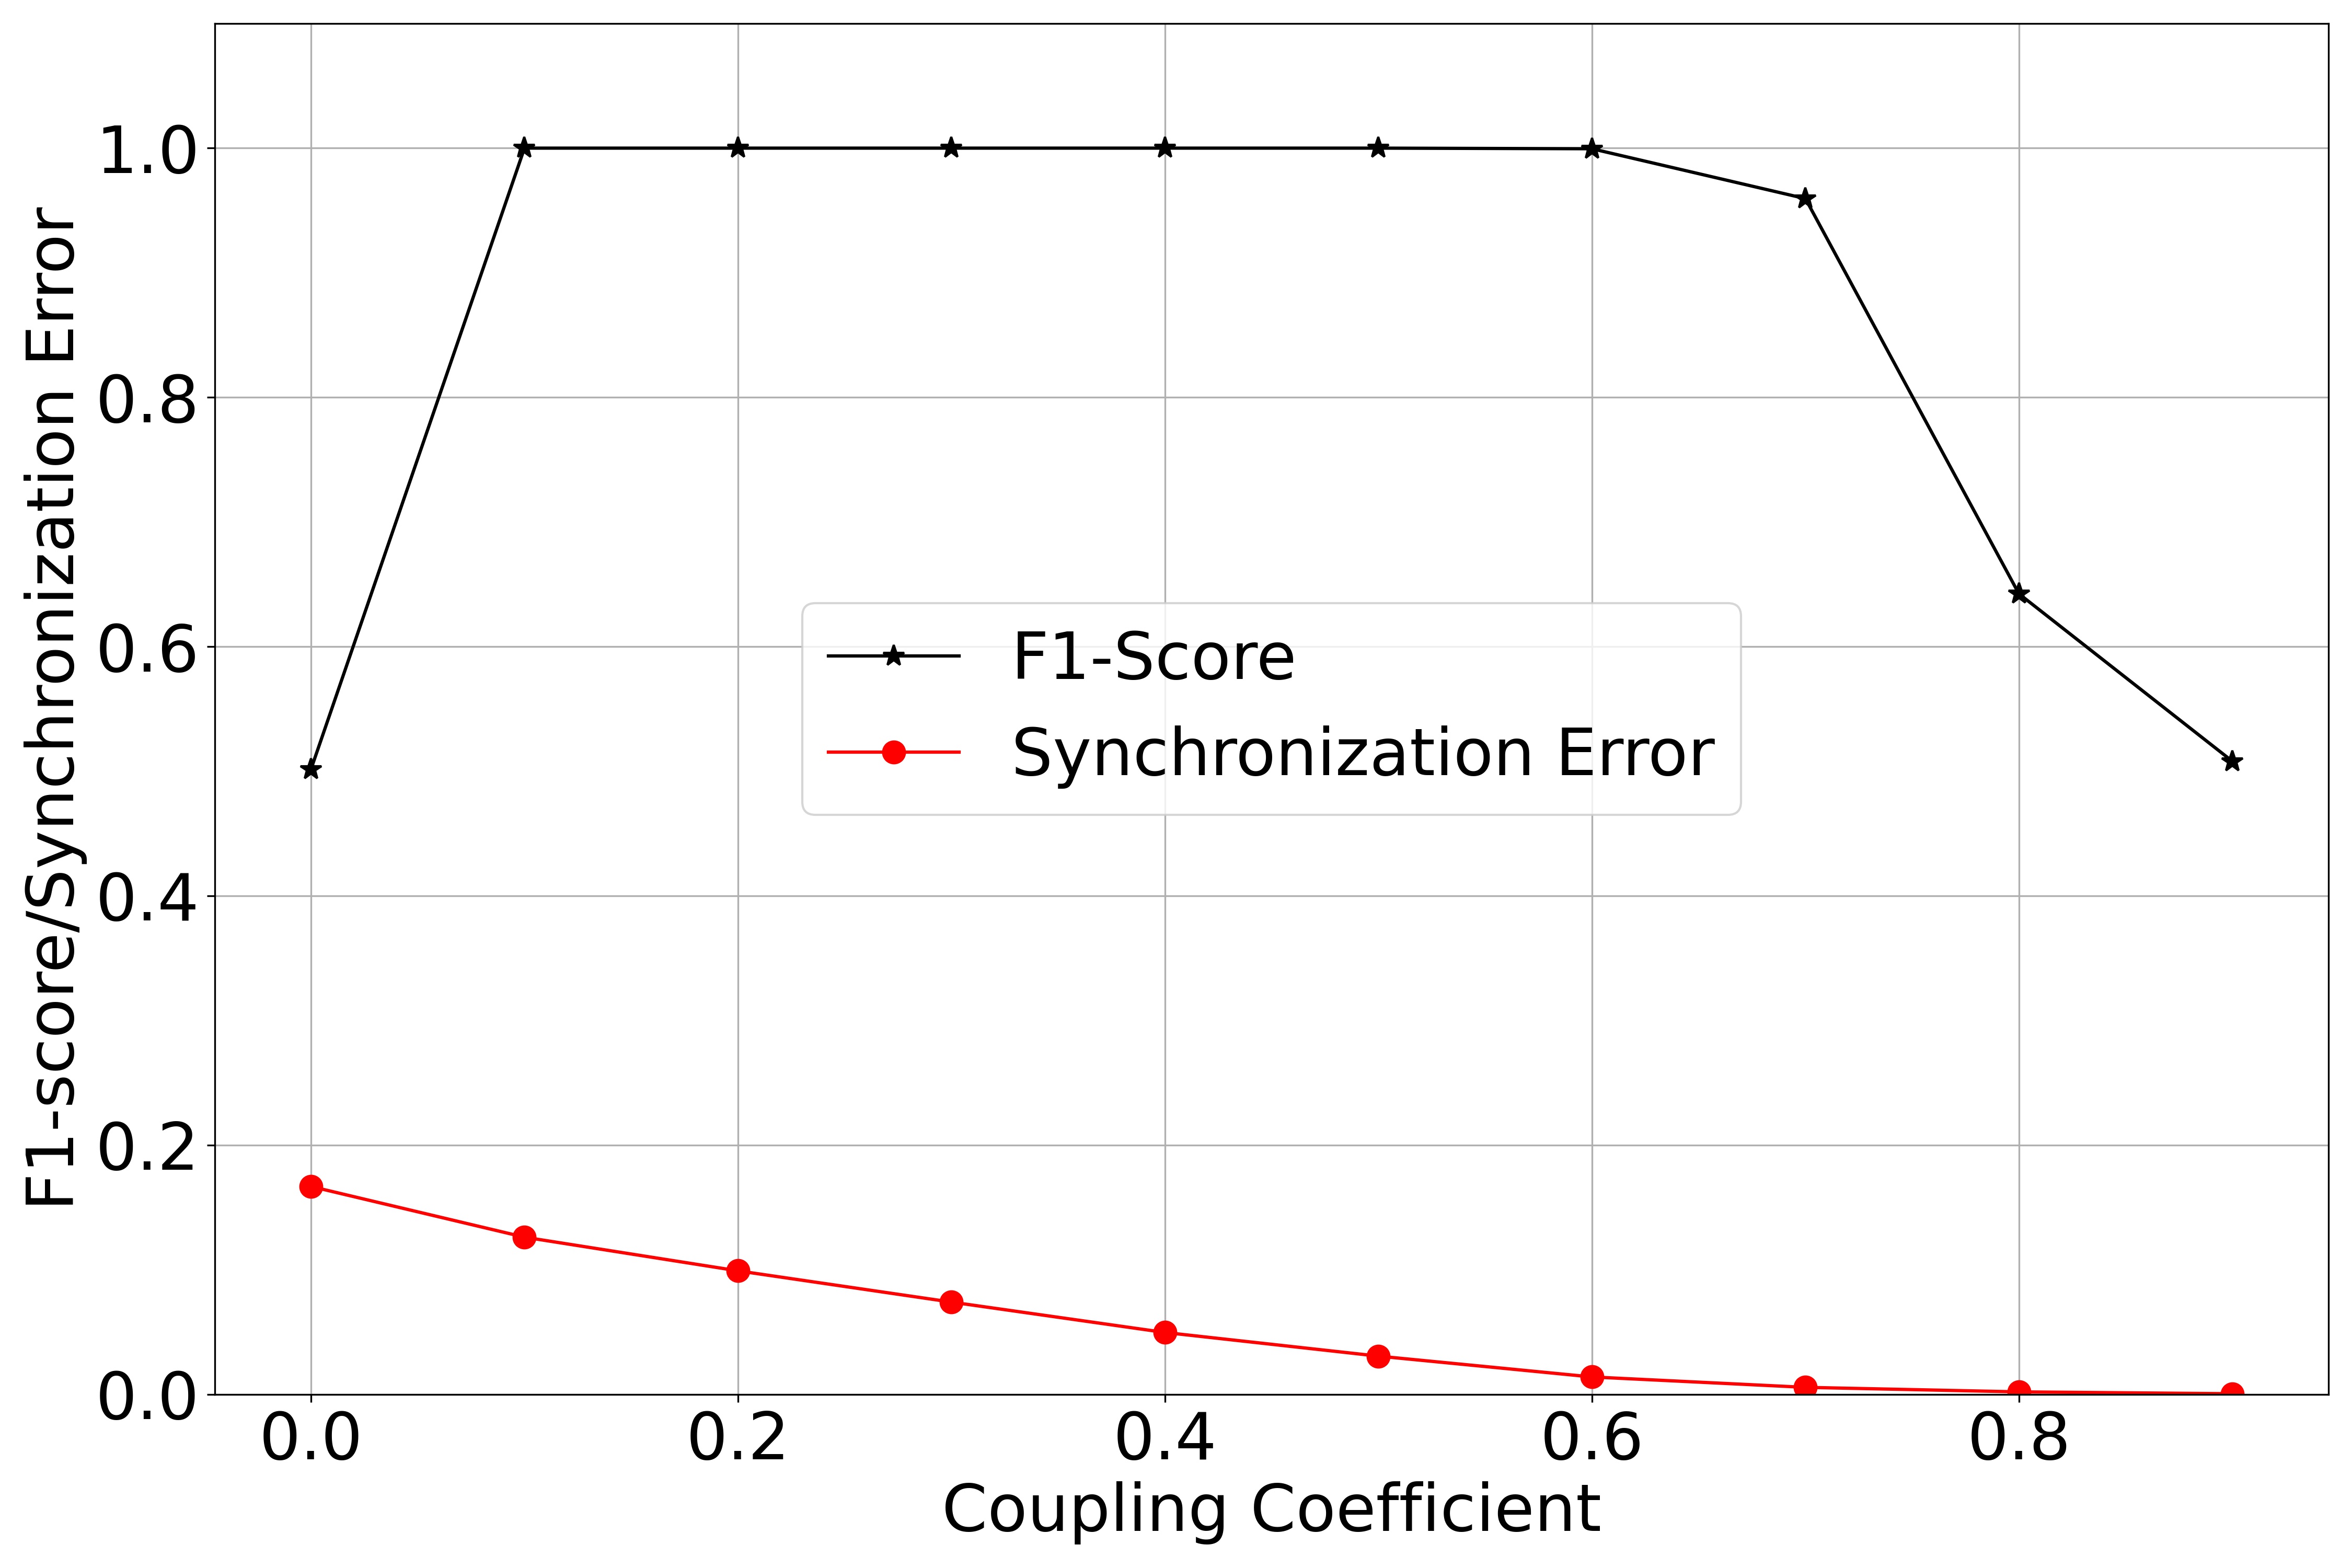 F1-score/Synchronization Error
1.0
0.8
0.6
0.4
0.2
0.0
F1-Score
Synchronization Error
0.0 0.2 0.4 0.6 0.8
Coupling Coefficient